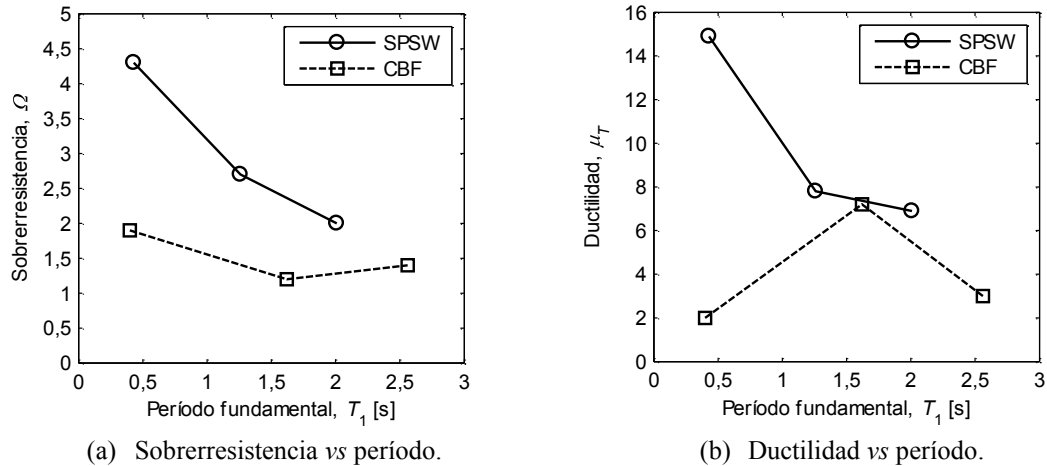 5
4,5
4
3,5
3
2,5
2
1,5
1
0,5
0
Sobrerresistencia, Ω
SPSW
CBF
0 0,5 1 1,5 2 2,5 3
Período fundamental, T1 [s]
(a) Sobrerresistencia vs período.
16
14
12
10
8
6
4
2
0
Ductilidad, μT
SPSW
CBF
0 0,5 1 1,5 2 2,5 3
Período fundamental, T1 [s]
(b) Ductilidad vs período.